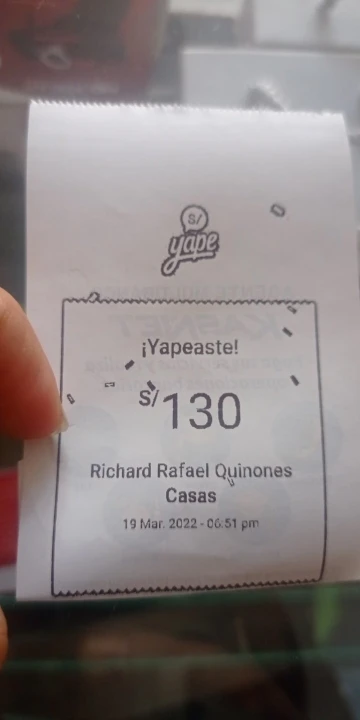 S/
yape
¡Yapeaste!
S/130
Richard Rafael Quinones
Casas
19 Mar. 2022 - 06:51 pm